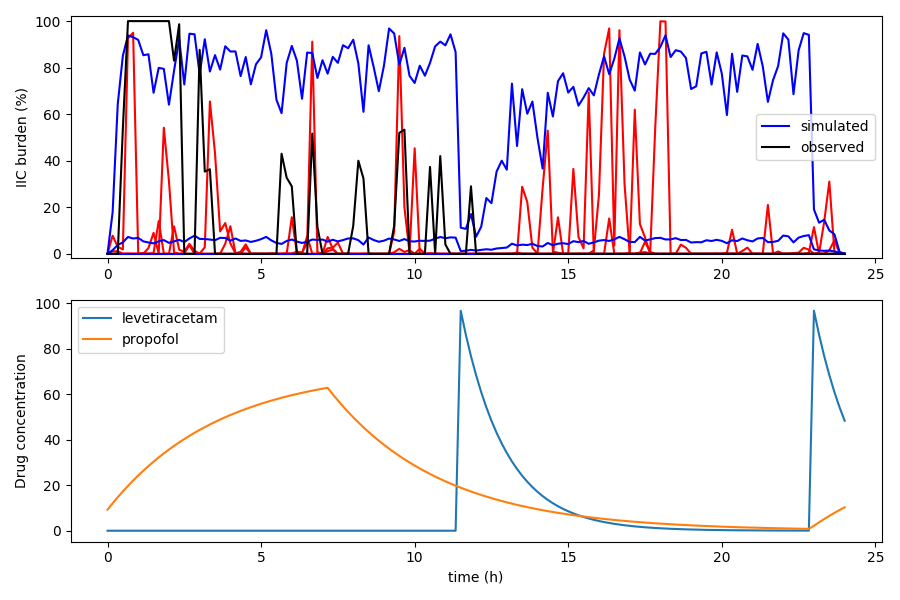 IIC burden (%)
100
80
60
40
20
0
simulated
observed
0 5 10 15 20 25
Drug concentration
100
80
60
40
20
0
levetiracetam
propofol
0 5 10 15 20 25
time (h)